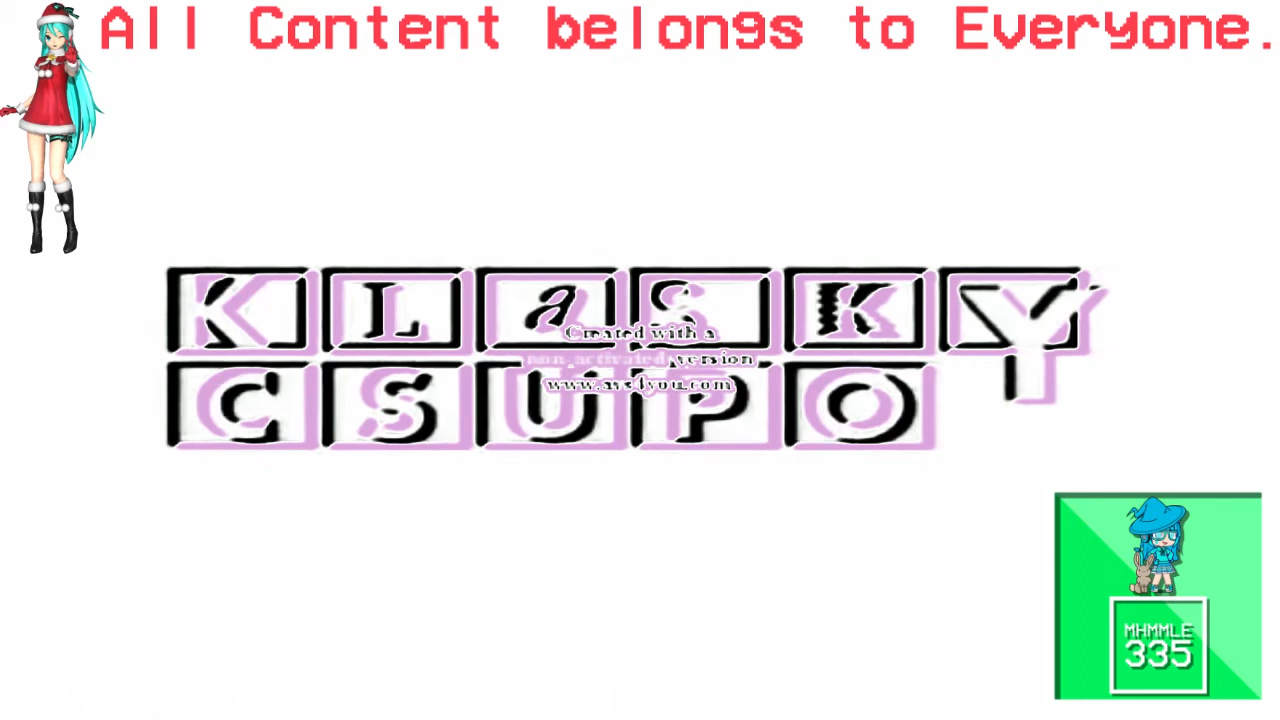 All Content belongs to Everyone.
KLaSKY
Created with a
non activated version
www.avs4you.com
CSUPO
MHMMLE
335